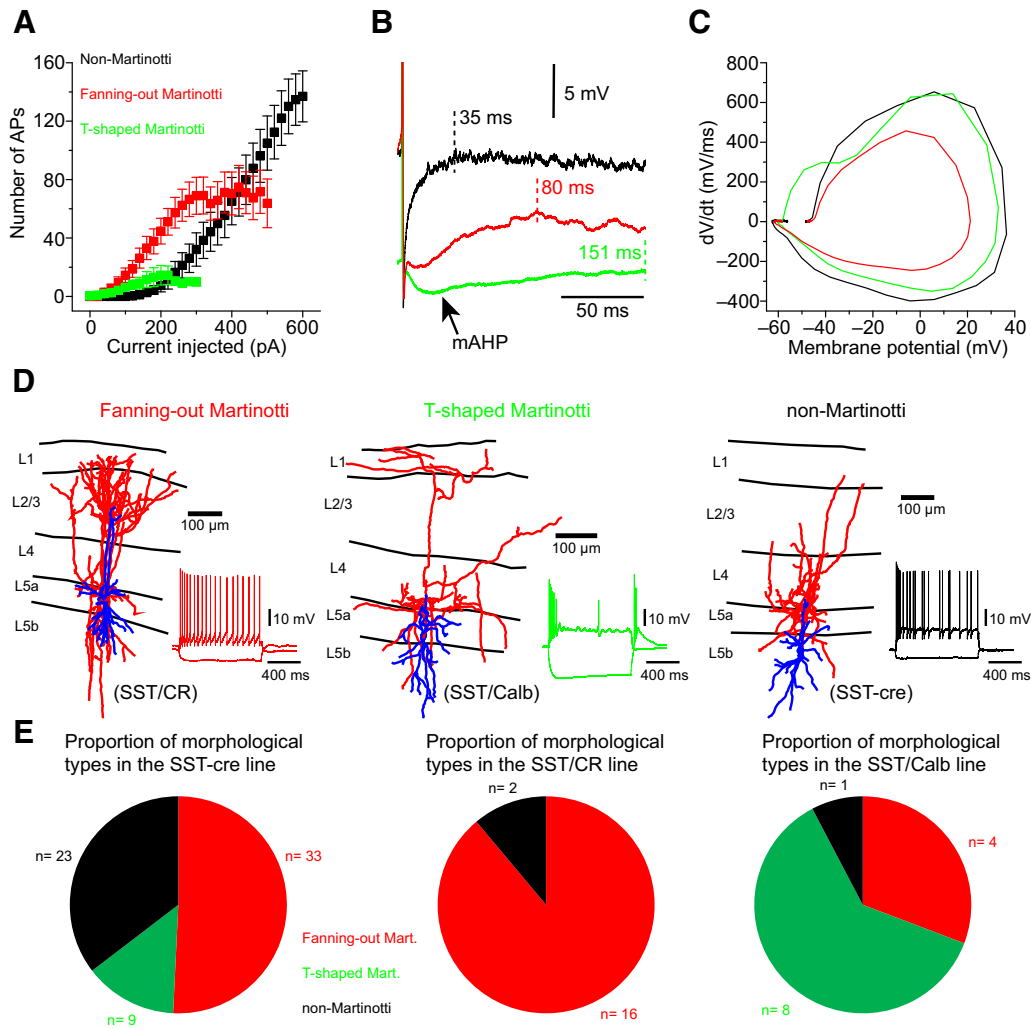 A
Non-Martinotti
Fanning-out Martinotti
T-shaped Martinotti
Number of APs
160
120
80
40
0
0
200
400
600
Current injected (pA)
B
5 mV
35 ms
80 ms
151 ms
mAHP
50 ms
C
dV/dt (mV/ms)
800
600
400
200
0
−200
−400
−60
−40
−20
0
20
40
Membrane potential (mV)
D
Fanning-out Martinotti
L1
L2/3
L4
L5a
L5b
100 µm
10 mV
400 ms
(SST/CR)
T-shaped Martinotti
L1
L2/3
L4
L5a
L5b
100 µm
10 mV
400 ms
(SST/Calb)
non-Martinotti
L1
L2/3
L4
L5a
L5b
100 µm
10 mV
400 ms
(SST-cre)
E
Proportion of morphological
types in the SST-cre line
n= 23
n= 33
n= 9
Fanning-out Mart.
T-shaped Mart.
non-Martinotti
Proportion of morphological
types in the SST/CR line
n= 2
n= 16
Proportion of morphological
types in the SST/Calb line
n= 1
n= 4
n= 8